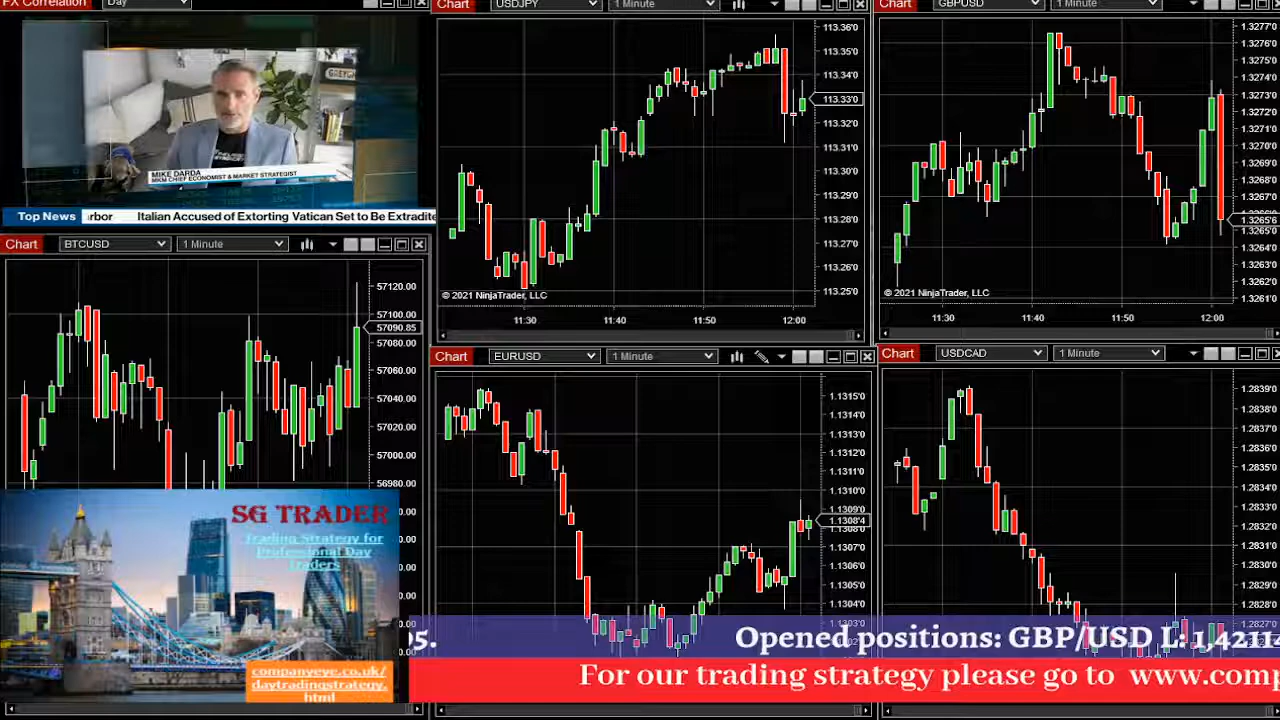 FX Correlation Day
MIKE DARDA
MKM CHIEF ECONOMIST & MARKET STRATEGIST
Top News rbor Italian Accused of Extorting Vatican Set to Be Extradite
Chart USDJPY 1 Minute
113.36'0
113.35'0
113.34'0
113.33'0
113.32'0
113.31'0
113.30'0
113.29'0
113.28'0
113.27'0
113.26'0
113.25'0
© 2021 NinjaTrader, LLC
11:30 11:40 11:50 12:00
Chart GBPUSD 1 Minute
1.3277'0
1.3276'0
1.3274'0
1.3273'0
1.3272'0
1.3271'0
1.3270'0
1.3269'0
1.3268'0
1.3267'0
1.3265'6
1.3264'0
1.3263'0
1.3262'0
1.3261'0
© 2021 NinjaTrader, LLC
11:30 11:40 11:50 12:00
Chart BTCUSD 1 Minute
57120.00
57100.00
57090.85
57080.00
57060.00
57040.00
57020.00
57000.00
56980.00
SG TRADER
Trading Strategy for
Professional Day
Traders
companyeye.co.uk/
daytradingstrategy.
html
Chart EURUSD 1 Minute
1.1315'0
1.1314'0
1.1313'0
1.1312'0
1.1311'0
1.1310'0
1.1309'0
1.1308'4
1.1307'0
1.1306'0
1.1305'0
1.1304'0
Chart USDCAD 1 Minute
1.2839'0
1.2838'0
1.2837'0
1.2836'0
1.2835'0
1.2834'0
1.2833'0
1.2831'0
1.2830'0
1.2829'0
1.2828'0
1.2827'0
Opened positions: GBP/USD L: 1,42114
For our trading strategy please go to www.comp